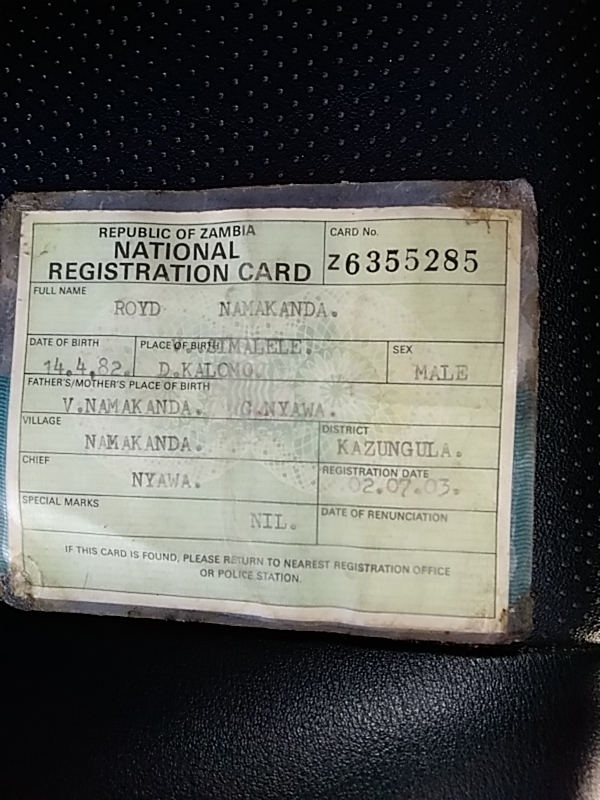 REPUBLIC OF ZAMBIA
NATIONAL
REGISTRATION CARD
CARD No.
Z6355285
FULL NAME
ROYD NAMAKANDA.
DATE OF BIRTH
14.4.82.
PLACE OF BIRTH
D.KALOMO
SEX
MALE
FATHER'S/MOTHER'S PLACE OF BIRTH
V.NAMAKANDA. C.NYAWA.
VILLAGE
NAMAKANDA.
DISTRICT
KAZUNGULA.
CHIEF
NYAWA.
REGISTRATION DATE
02.07.03.
SPECIAL MARKS
NIL.
DATE OF RENUNCIATION
IF THIS CARD IS FOUND, PLEASE RETURN TO NEAREST REGISTRATION OFFICE
OR POLICE STATION.